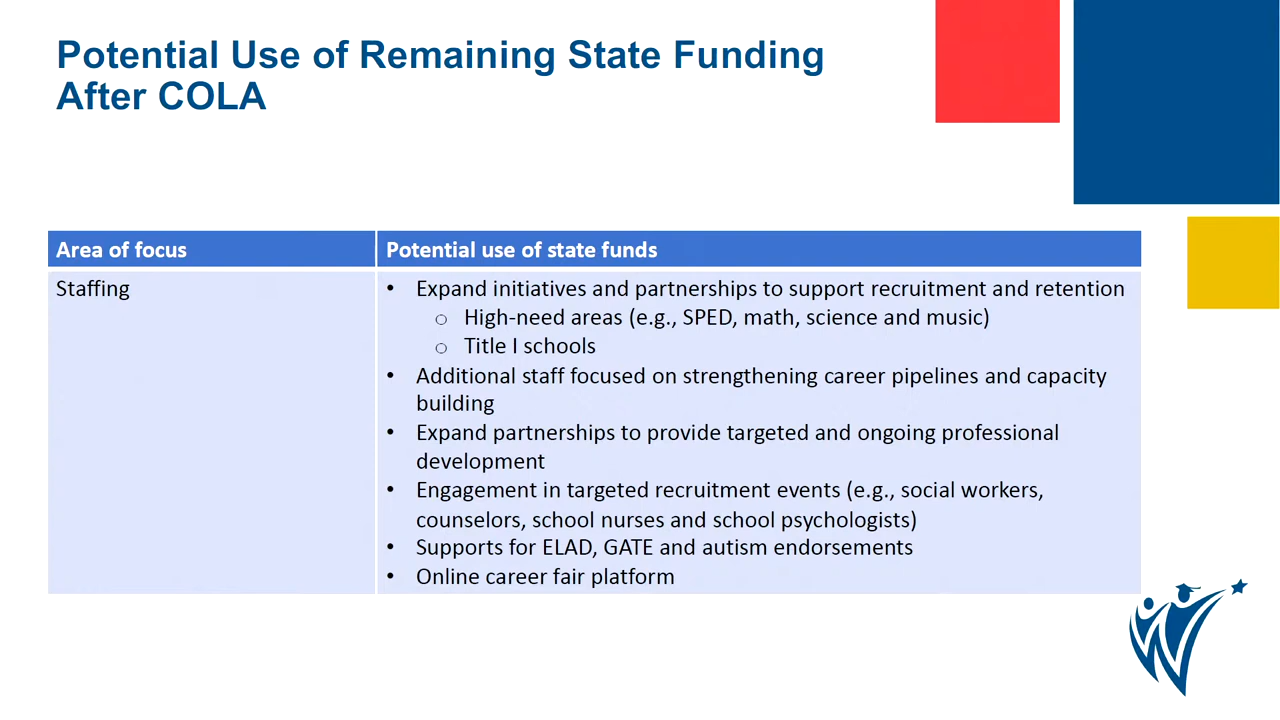 Potential Use of Remaining State Funding
After COLA
Area of focus
Potential use of state funds
Staffing
• Expand initiatives and partnerships to support recruitment and retention
o High-need areas (e.g., SPED, math, science and music)
o Title I schools
• Additional staff focused on strengthening career pipelines and capacity
building
• Expand partnerships to provide targeted and ongoing professional
development
• Engagement in targeted recruitment events (e.g., social workers,
counselors, school nurses and school psychologists)
• Supports for ELAD, GATE and autism endorsements
• Online career fair platform